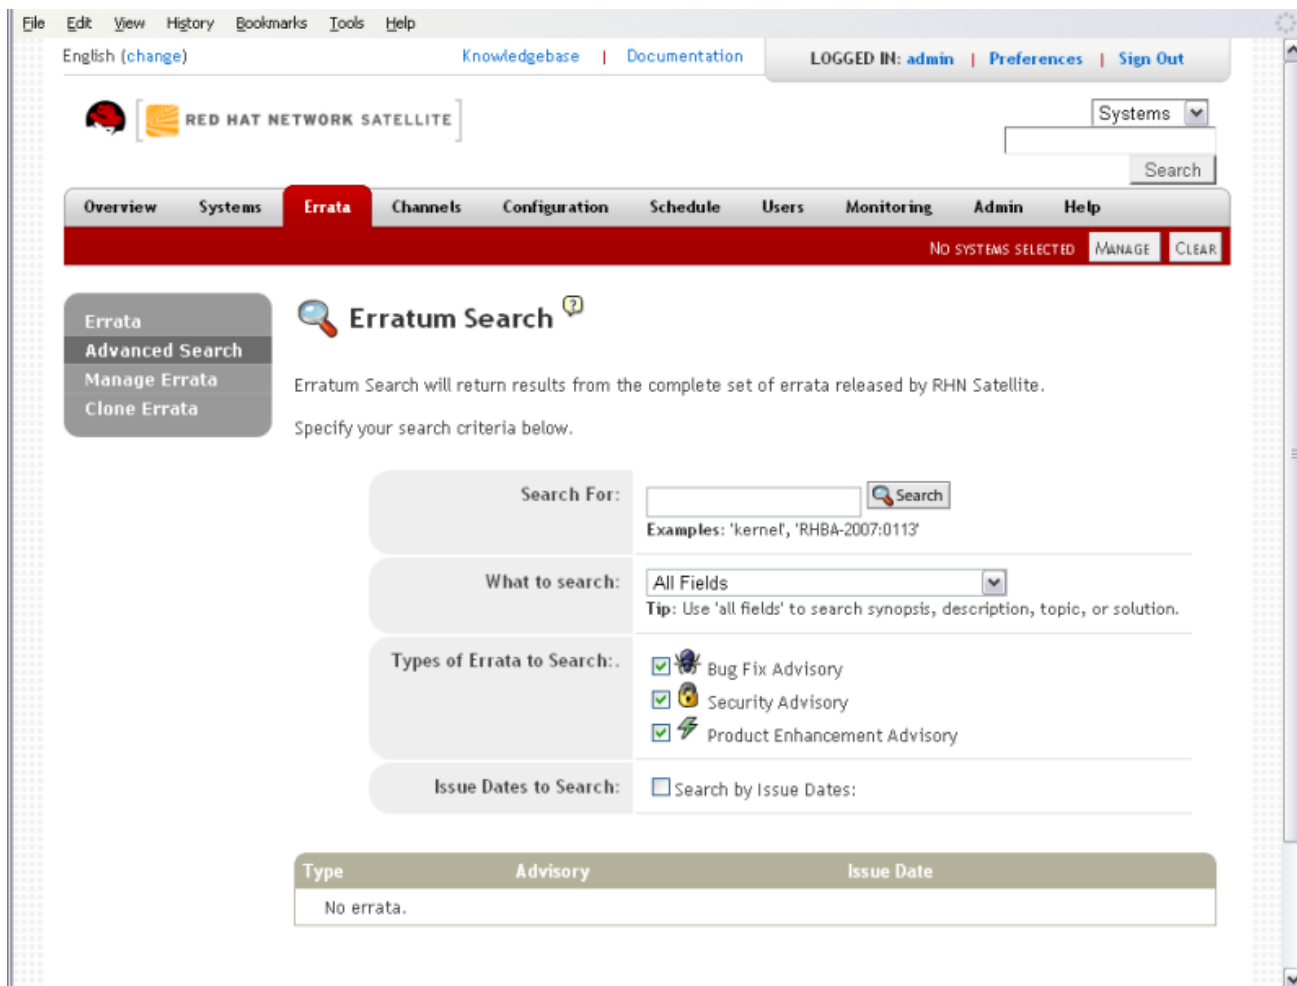 File Edit View History Bookmarks Tools Help
English (change) Knowledgebase | Documentation LOGGED IN: admin | Preferences | Sign Out
RED HAT NETWORK SATELLITE
Systems
Search
Overview Systems Errata Channels Configuration Schedule Users Monitoring Admin Help
NO SYSTEMS SELECTED MANAGE CLEAR
Errata
Advanced Search
Manage Errata
Clone Errata
Erratum Search ?
Erratum Search will return results from the complete set of errata released by RHN Satellite.
Specify your search criteria below.
Search For: Search
Examples: 'kernel', 'RHBA-2007:0113'
What to search: All Fields
Tip: Use 'all fields' to search synopsis, description, topic, or solution.
Types of Errata to Search:.
Bug Fix Advisory
Security Advisory
Product Enhancement Advisory
Issue Dates to Search: Search by Issue Dates:
Type Advisory Issue Date
No errata.